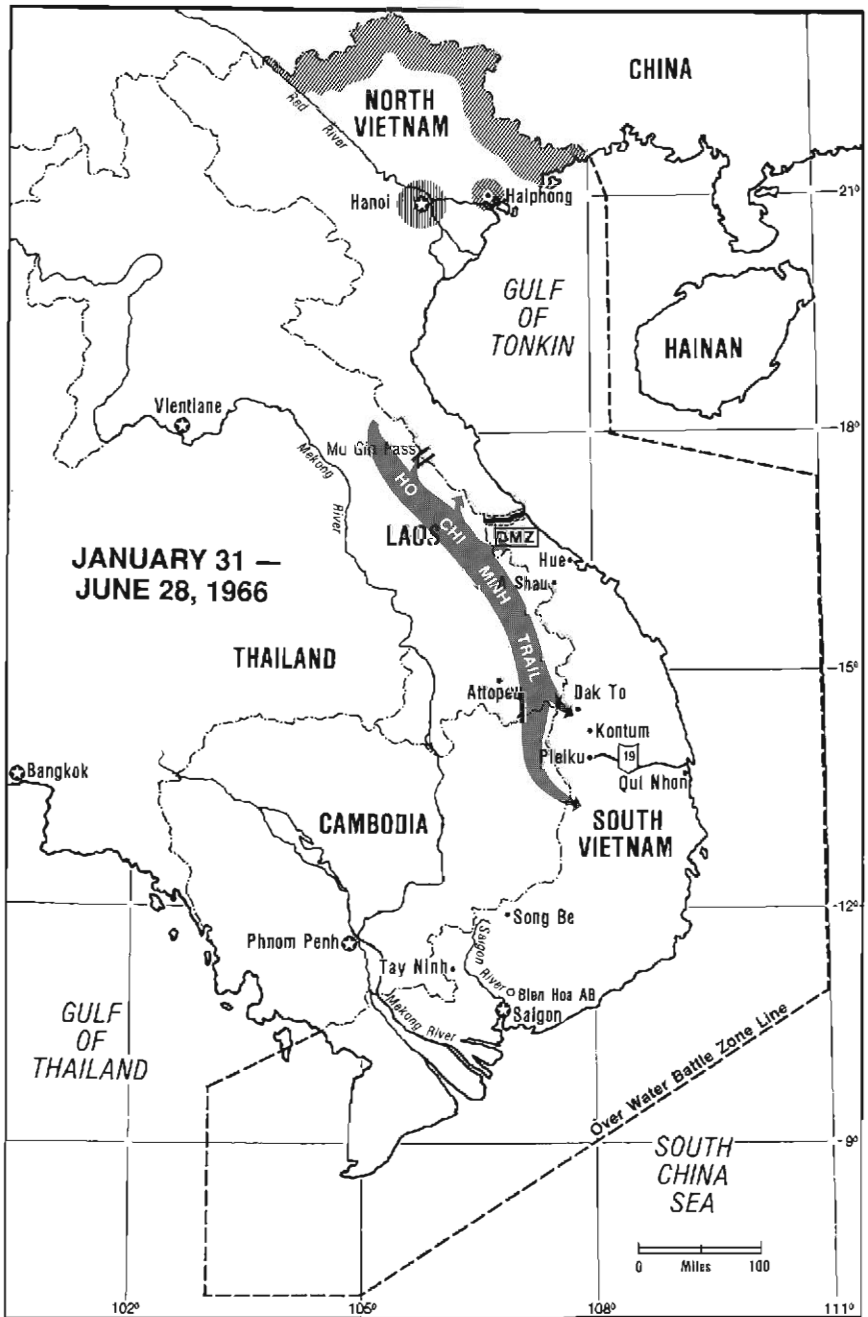 CHINA
NORTH
VIETNAM
Red
River
Hanoi
Haiphong
21°
GULF
OF
TONKIN
HAINAN
Vientiane
18°
Mu Gia Pass
Mekong
River
HO
CHI
MINH
TRAIL
LAOS
DMZ
Hue
A Shau
JANUARY 31 —
JUNE 28, 1966
THAILAND
15°
Attopeu
Dak To
Kontum
Pleiku
19
Qui Nhon
Bangkok
CAMBODIA
SOUTH
VIETNAM
12°
Song Be
Phnom Penh
Saigon
River
Tay Ninh
Bien Hoa AB
Saigon
Mekong River
GULF
OF
THAILAND
Over Water Battle Zone Line
9°
SOUTH
CHINA
SEA
0 Miles 100
102° 105° 108° 111°